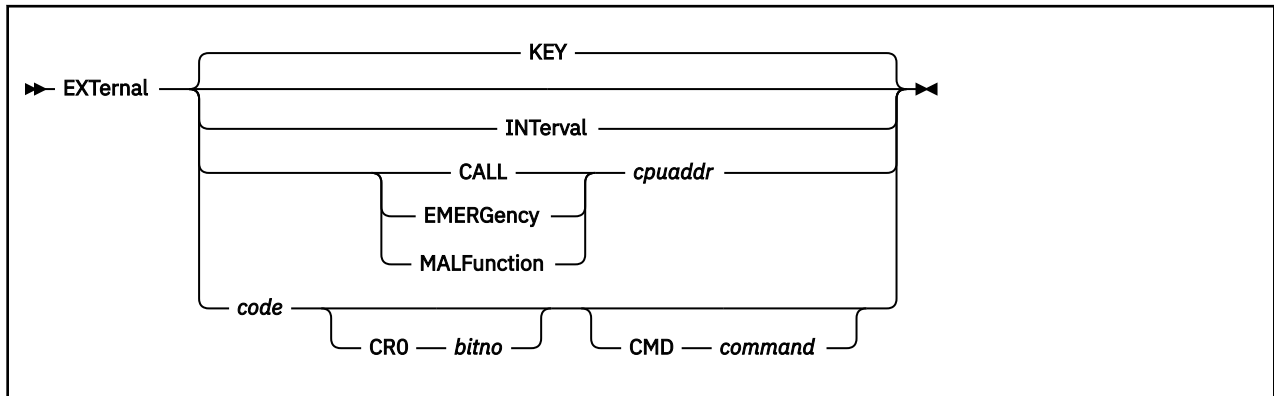 KEY
EXTernal
INTerval
CALL cpuaddr
EMERGency
MALFunction
code
CR0 bitno CMD command